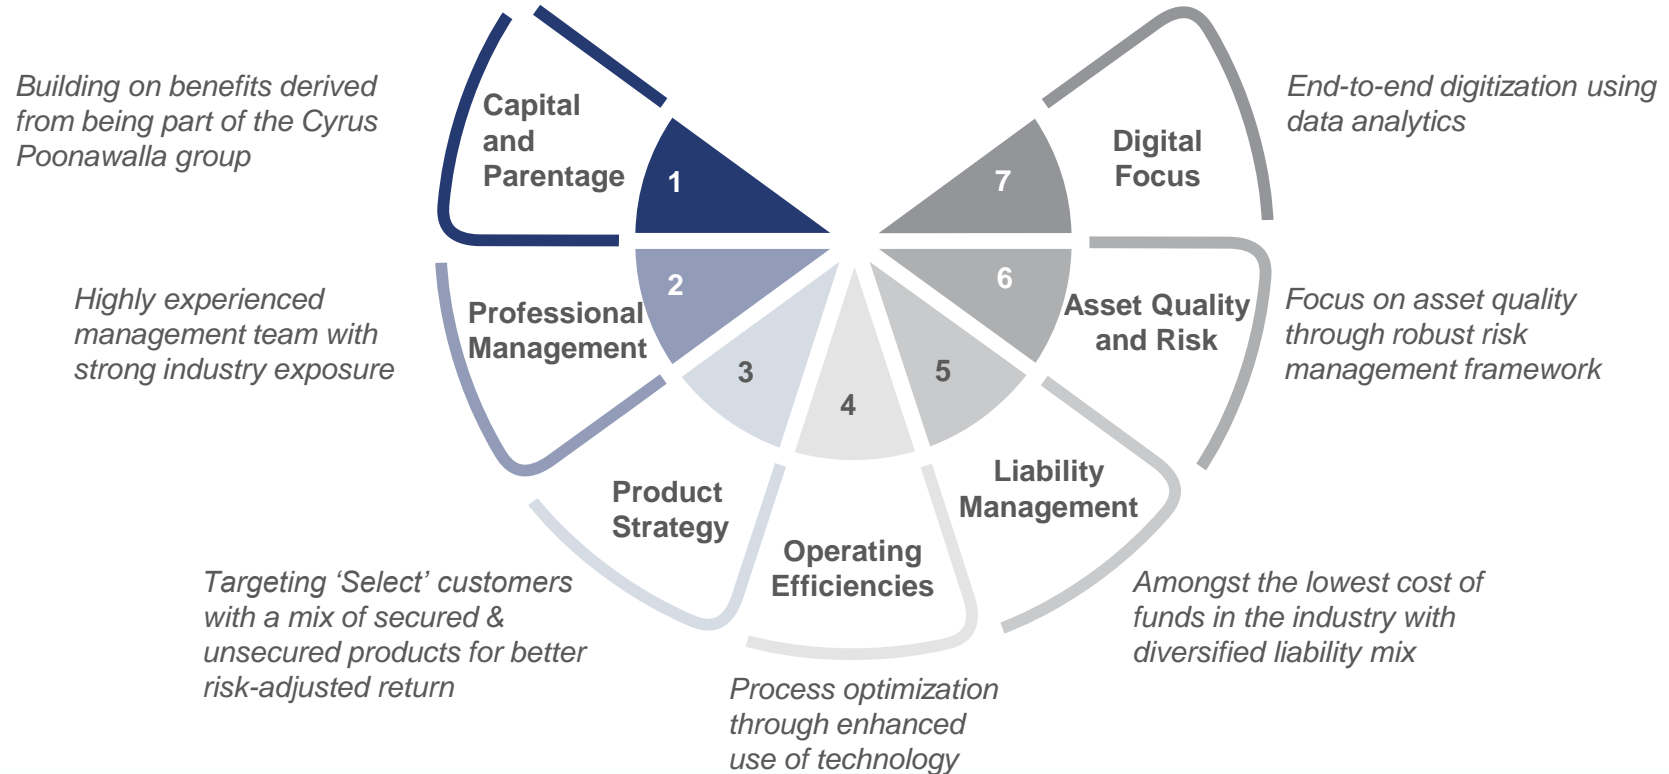 Building on benefits derived
from being part of the Cyrus
Poonawalla group
Capital
and
Parentage
1
Highly experienced
management team with
strong industry exposure
Professional
Management
2
Targeting ‘Select’ customers
with a mix of secured &
unsecured products for better
risk-adjusted return
Product
Strategy
3
Process optimization
through enhanced
use of technology
Operating
Efficiencies
4
Amongst the lowest cost of
funds in the industry with
diversified liability mix
Liability
Management
5
Focus on asset quality
through robust risk
management framework
Asset Quality
and Risk
6
End-to-end digitization using
data analytics
Digital
Focus
7